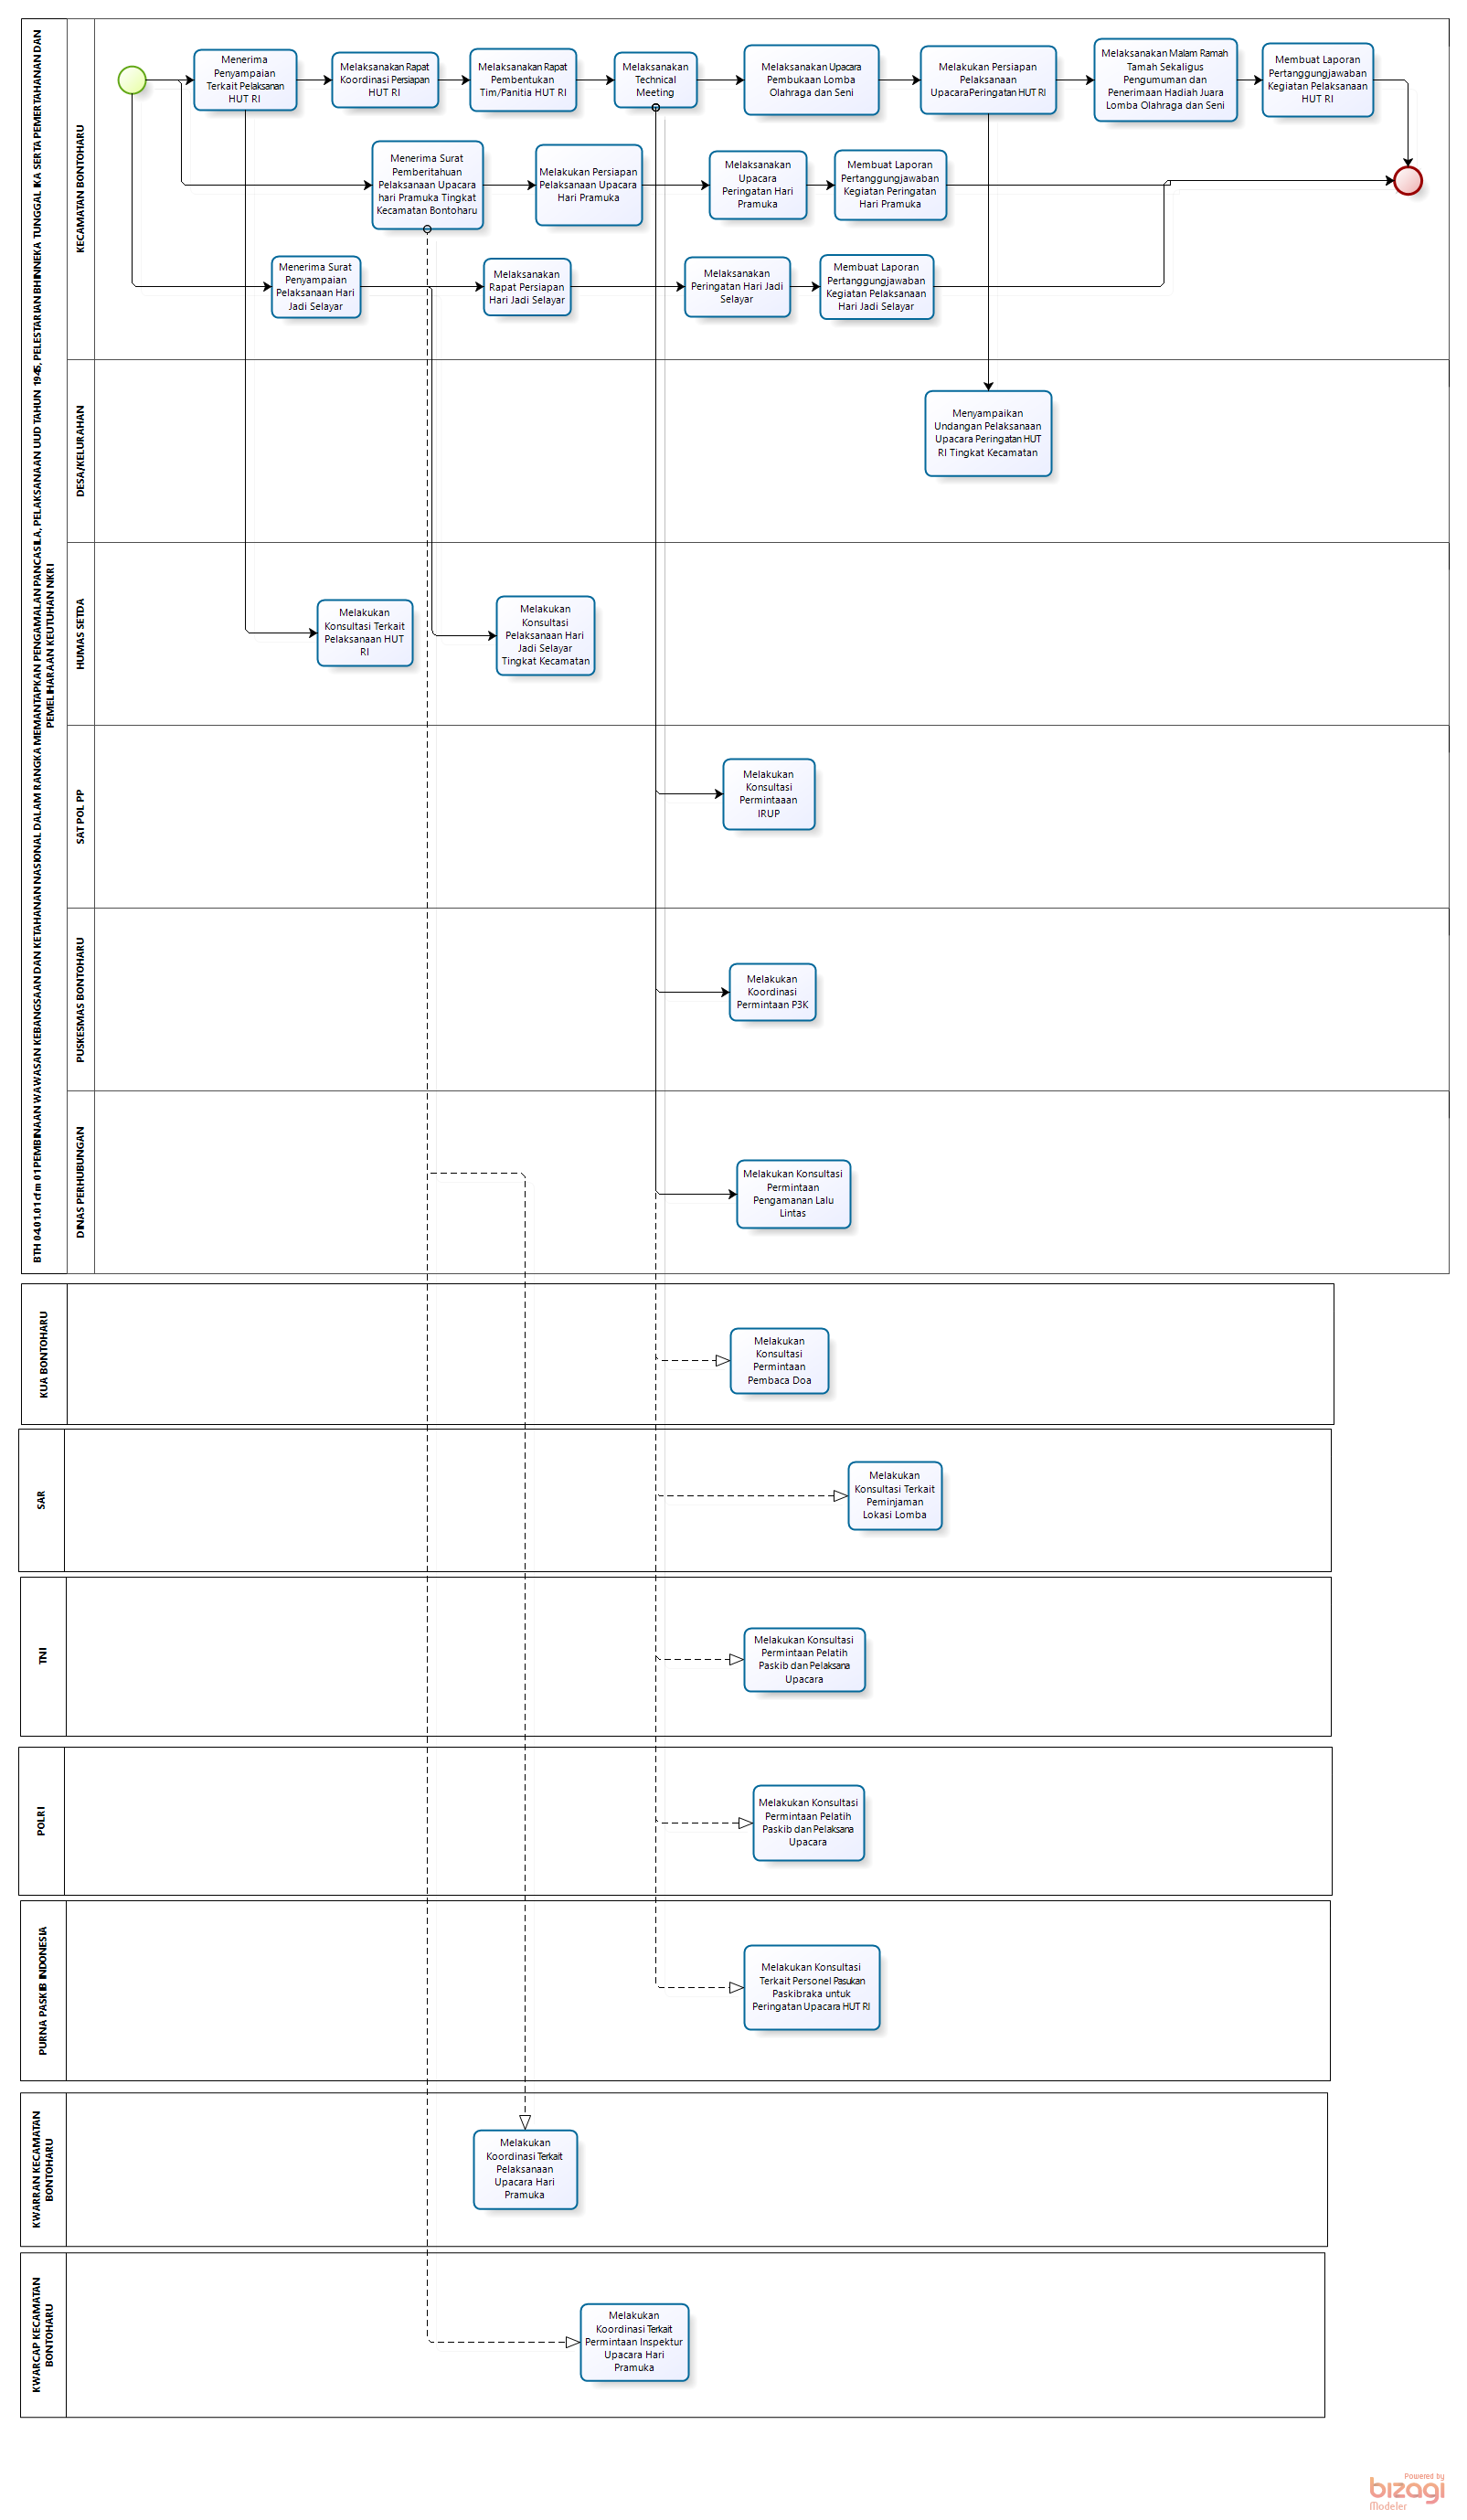 BTH 04.01.01 cfm 01 PEMBINAAN WAWASAN KEBANGSAAN DAN KETAHANAN NASIONAL DALAM RANGKA MEMANTAPKAN PENGAMALAN PANCASILA, PELAKSANAAN UUD TAHUN 1945, PELESTARIAN BHINNEKA TUNGGAL IKA SERTA PEMERTAHANAN DAN
PEMELIHARAAN KEUTUHAN NKRI
KECAMATAN BONTOHARU
Menerima
Penyampaian
Terkait Pelaksanan
HUT RI
Melaksanakan Rapat
Koordinasi Persiapan
HUT RI
Melaksanakan Rapat
Pembentukan
Tim/Panitia HUT RI
Melaksanakan
Technical
Meeting
Melaksanakan Upacara
Pembukaan Lomba
Olahraga dan Seni
Melakukan Persiapan
Pelaksanaan
UpacaraPeringatan HUT RI
Melaksanakan Malam Ramah
Tamah Sekaligus
Pengumuman dan
Penerimaan Hadiah Juara
Lomba Olahraga dan Seni
Membuat Laporan
Pertanggungjawaban
Kegiatan Pelaksanaan
HUT RI
Menerima Surat
Pemberitahuan
Pelaksanaan Upacara
hari Pramuka Tingkat
Kecamatan Bontoharu
Melakukan Persiapan
Pelaksanaan Upacara
Hari Pramuka
Melaksanakan
Upacara
Peringatan Hari
Pramuka
Membuat Laporan
Pertanggungjawaban
Kegiatan Peringatan
Hari Pramuka
Menerima Surat
Penyampaian
Pelaksanaan Hari
Jadi Selayar
Melaksanakan
Rapat Persiapan
Hari Jadi Selayar
Melaksanakan
Peringatan Hari Jadi
Selayar
Membuat Laporan
Pertanggungjawaban
Kegiatan Pelaksanaan
Hari Jadi Selayar
DESA/KELURAHAN
Menyampaikan
Undangan Pelaksanaan
Upacara Peringatan HUT
RI Tingkat Kecamatan
HUMAS SETDA
Melakukan
Konsultasi Terkait
Pelaksanaan HUT
RI
Melakukan
Konsultasi
Pelaksanaan Hari
Jadi Selayar
Tingkat Kecamatan
SAT POL PP
Melakukan
Konsultasi
Permintaaan
IRUP
PUSKESMAS BONTOHARU
Melakukan
Koordinasi
Permintaan P3K
DINAS PERHUBUNGAN
Melakukan Konsultasi
Permintaan
Pengamanan Lalu
Lintas
KUA BONTOHARU
Melakukan
Konsultasi
Permintaan
Pembaca Doa
SAR
Melakukan
Konsultasi Terkait
Peminjaman
Lokasi Lomba
TNI
Melakukan Konsultasi
Permintaan Pelatih
Paskib dan Pelaksana
Upacara
POLRI
Melakukan Konsultasi
Permintaan Pelatih
Paskib dan Pelaksana
Upacara
PURNA PASKIB INDONESIA
Melakukan Konsultasi
Terkait Personel Pasukan
Paskibraka untuk
Peringatan Upacara HUT RI
KWARRAN KECAMATAN
BONTOHARU
Melakukan
Koordinasi Terkait
Pelaksanaan
Upacara Hari
Pramuka
KWARCAP KECAMATAN
BONTOHARU
Melakukan
Koordinasi Terkait
Permintaan Inspektur
Upacara Hari
Pramuka
Powered by
bizagi
Modeler